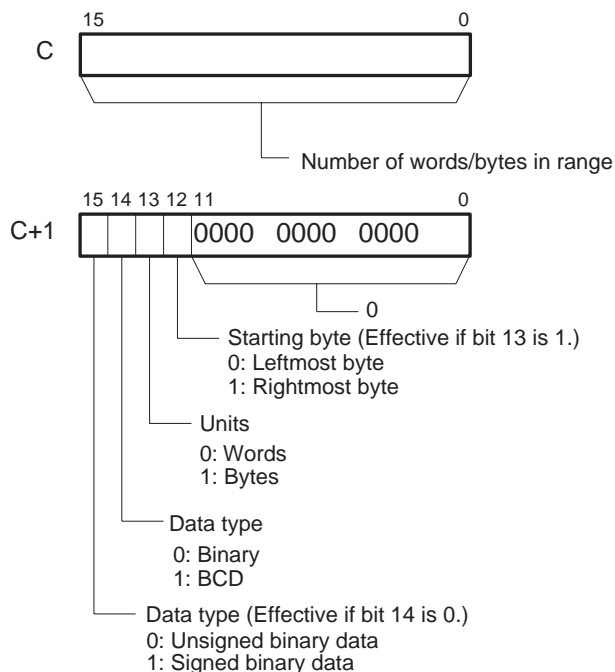 15 0
C
Number of words/bytes in range
15 14 13 12 11 0
C+1
0000 0000 0000
0
Starting byte (Effective if bit 13 is 1.)
0: Leftmost byte
1: Rightmost byte
Units
0: Words
1: Bytes
Data type
0: Binary
1: BCD
Data type (Effective if bit 14 is 0.)
0: Unsigned binary data
1: Signed binary data